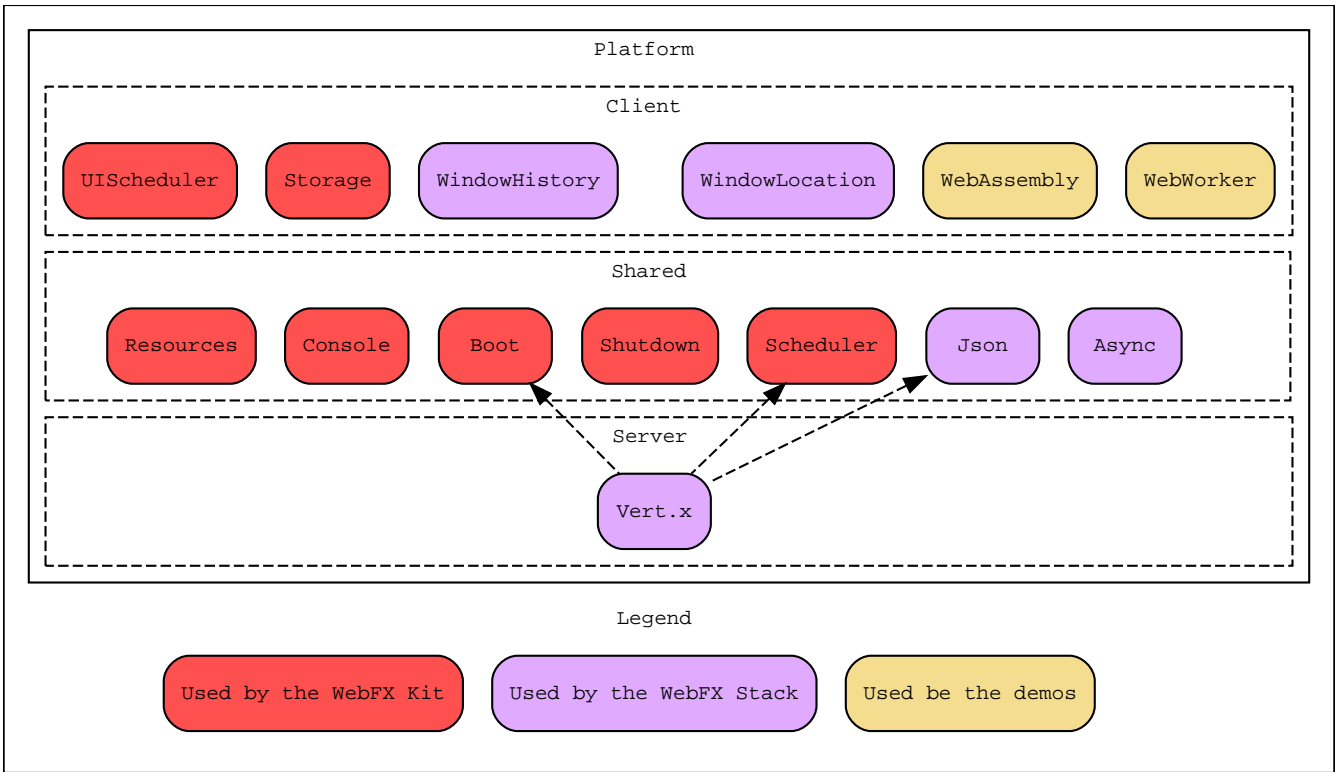 Platform
Client
UIScheduler Storage WindowHistory WindowLocation WebAssembly WebWorker
Shared
Resources Console Boot Shutdown Scheduler Json Async
Server
Vert.x
Legend
Used by the WebFX Kit Used by the WebFX Stack Used be the demos